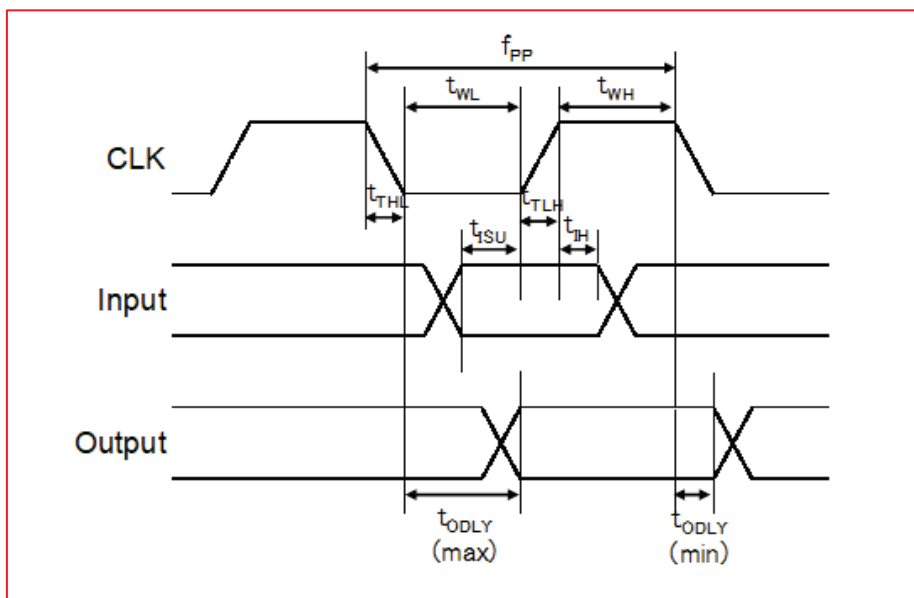 fPP
tWL
tWH
CLK
tTHL
tTLH
tISU
tIH
Input
Output
tODLY
(max)
tODLY
(min)